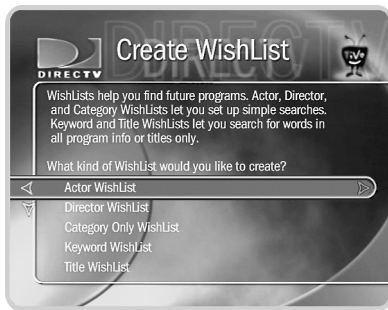 DIRECTV
Create WishList
TiVo
DIRECTV
WishLists help you find future programs. Actor, Director,
and Category WishLists let you set up simple searches.
Keyword and Title WishLists let you search for words in
all program info or titles only.
What kind of WishList would you like to create?
Actor WishList
Director WishList
Category Only WishList
Keyword WishList
Title WishList